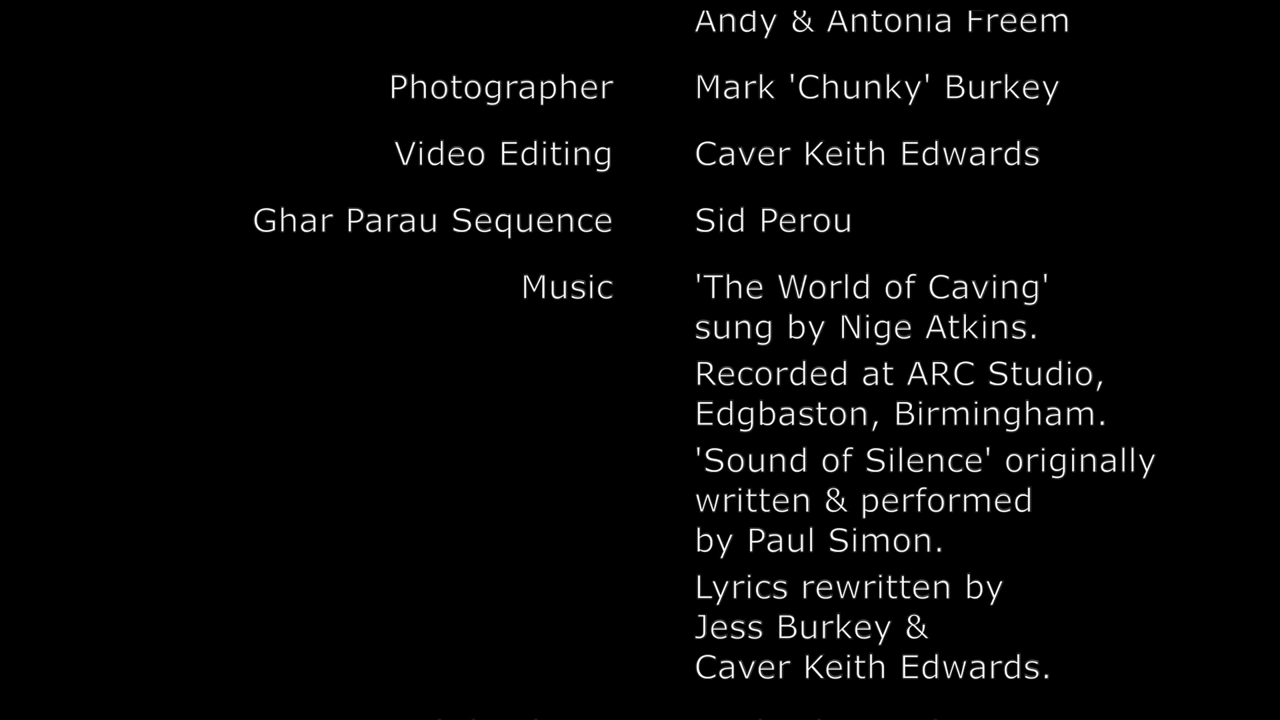 Andy & Antonia Freem
Photographer Mark 'Chunky' Burkey
Video Editing Caver Keith Edwards
Ghar Parau Sequence Sid Perou
Music 'The World of Caving'
sung by Nige Atkins.
Recorded at ARC Studio,
Edgbaston, Birmingham.
'Sound of Silence' originally
written & performed
by Paul Simon.
Lyrics rewritten by
Jess Burkey &
Caver Keith Edwards.